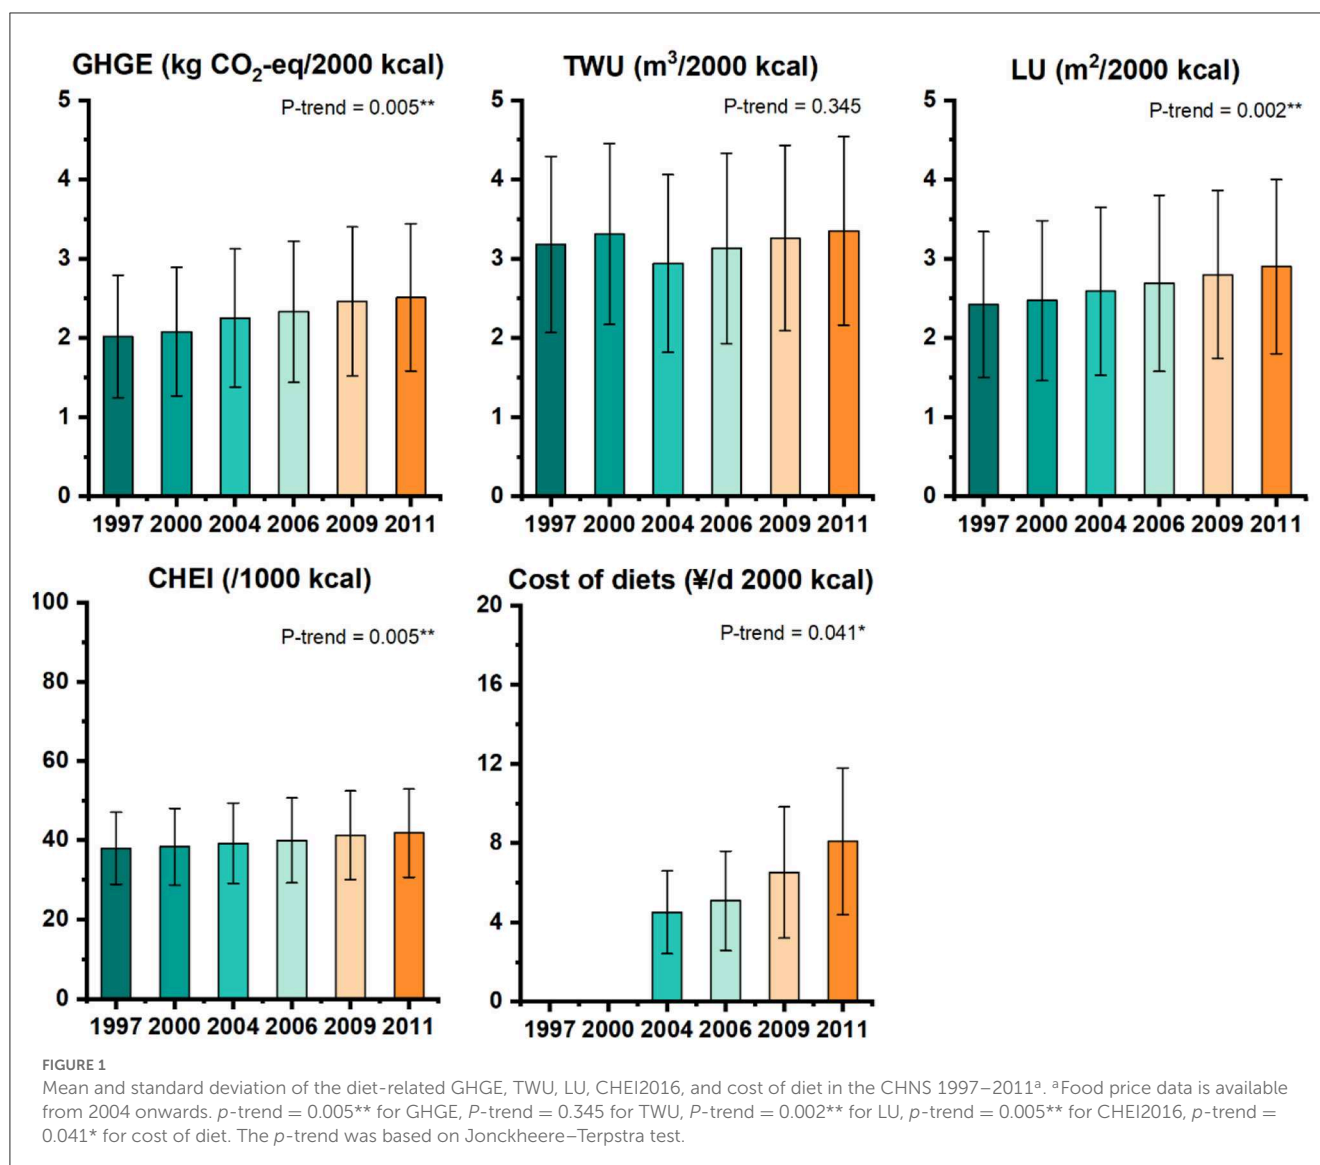 GHGE (kg CO₂-eq/2000 kcal)
P-trend = 0.005**
5
4
3
2
1
0
1997 2000 2004 2006 2009 2011
TWU (m³/2000 kcal)
P-trend = 0.345
5
4
3
2
1
0
1997 2000 2004 2006 2009 2011
LU (m²/2000 kcal)
P-trend = 0.002**
5
4
3
2
1
0
1997 2000 2004 2006 2009 2011
CHEI (/1000 kcal)
P-trend = 0.005**
100
80
60
40
20
0
1997 2000 2004 2006 2009 2011
Cost of diets (¥/d 2000 kcal)
P-trend = 0.041*
20
16
12
8
4
0
1997 2000 2004 2006 2009 2011
FIGURE 1
Mean and standard deviation of the diet-related GHGE, TWU, LU, CHEI2016, and cost of diet in the CHNS 1997–2011ᵃ. ᵃFood price data is available
from 2004 onwards. p-trend = 0.005** for GHGE, P-trend = 0.345 for TWU, P-trend = 0.002** for LU, p-trend = 0.005** for CHEI2016, p-trend =
0.041* for cost of diet. The p-trend was based on Jonckheere–Terpstra test.